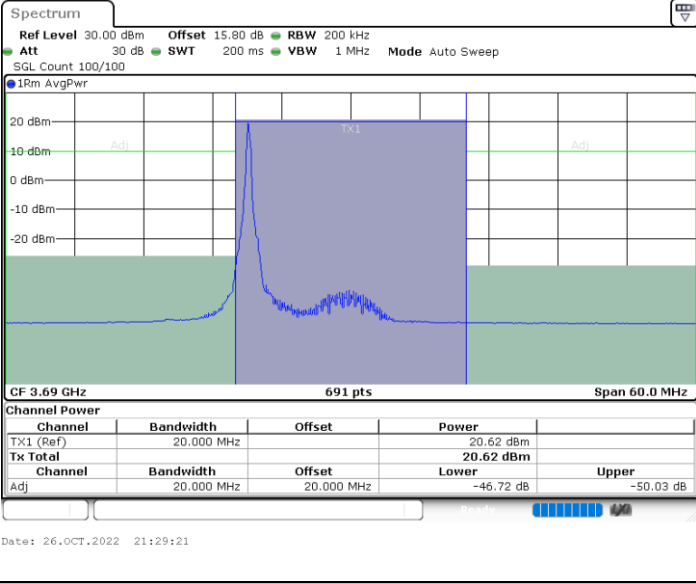 Spectrum
Ref Level 30.00 dBm Offset 15.80 dB RBW 200 kHz
Att 30 dB SWT 200 ms VBW 1 MHz Mode Auto Sweep
SGL Count 100/100
1Rm AvgPwr
20 dBm
TX1
Adj
Adj
10 dBm
0 dBm
-10 dBm
-20 dBm
CF 3.69 GHz 691 pts Span 60.0 MHz
Channel Power
Channel Bandwidth Offset Power
TX1 (Ref) 20.000 MHz 20.62 dBm
Tx Total 20.62 dBm
Channel Bandwidth Offset Lower Upper
Adj 20.000 MHz 20.000 MHz -46.72 dB -50.03 dB
Ready
Date: 26.OCT.2022 21:29:21